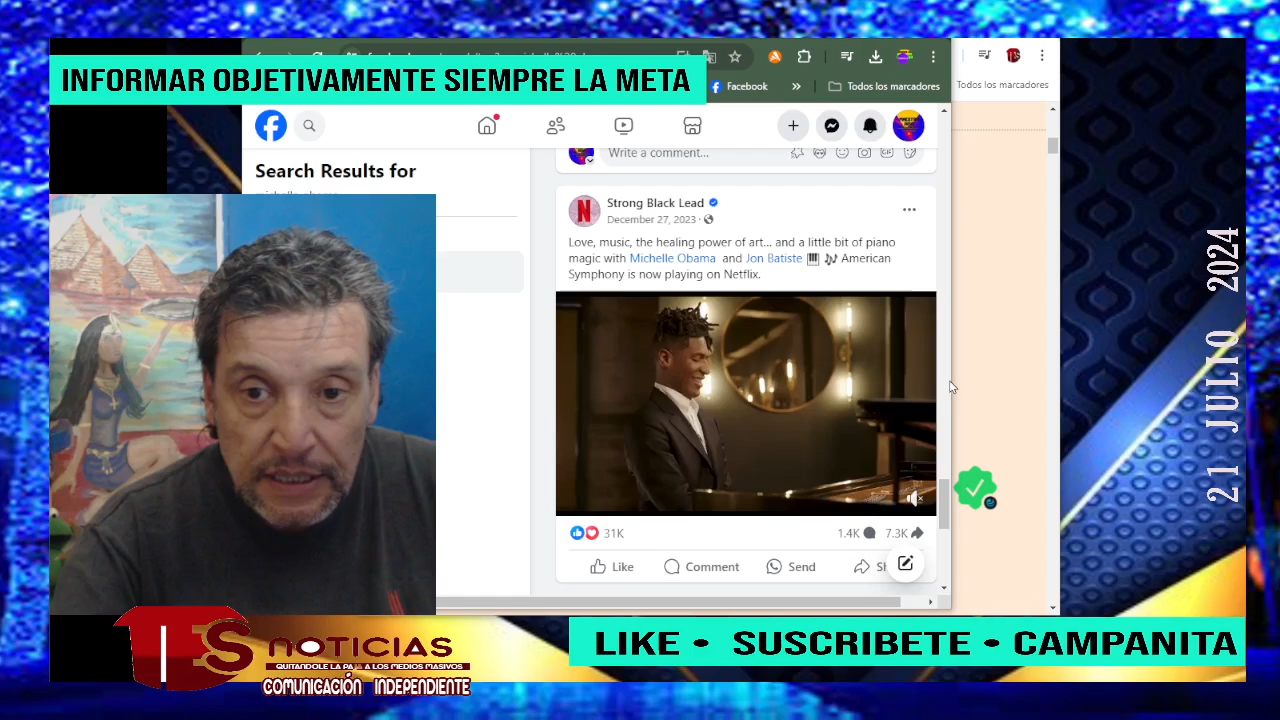 INFORMAR OBJETIVAMENTE SIEMPRE LA META
Facebook
»
Todos los marcadores
Todos los marcadores
Search Results for
Write a comment...
Strong Black Lead
December 27, 2023 ·
Love, music, the healing power of art... and a little bit of piano
magic with Michelle Obama and Jon Batiste 🎹 🎶 American
Symphony is now playing on Netflix.
31K
1.4K
7.3K
Like
Comment
Send
21 JULIO 2024
TES NOTICIAS
QUITANDOLE LA PAJA A LOS MEDIOS MASIVOS
COMUNICACIÓN INDEPENDIENTE
LIKE • SUSCRIBETE • CAMPANITA